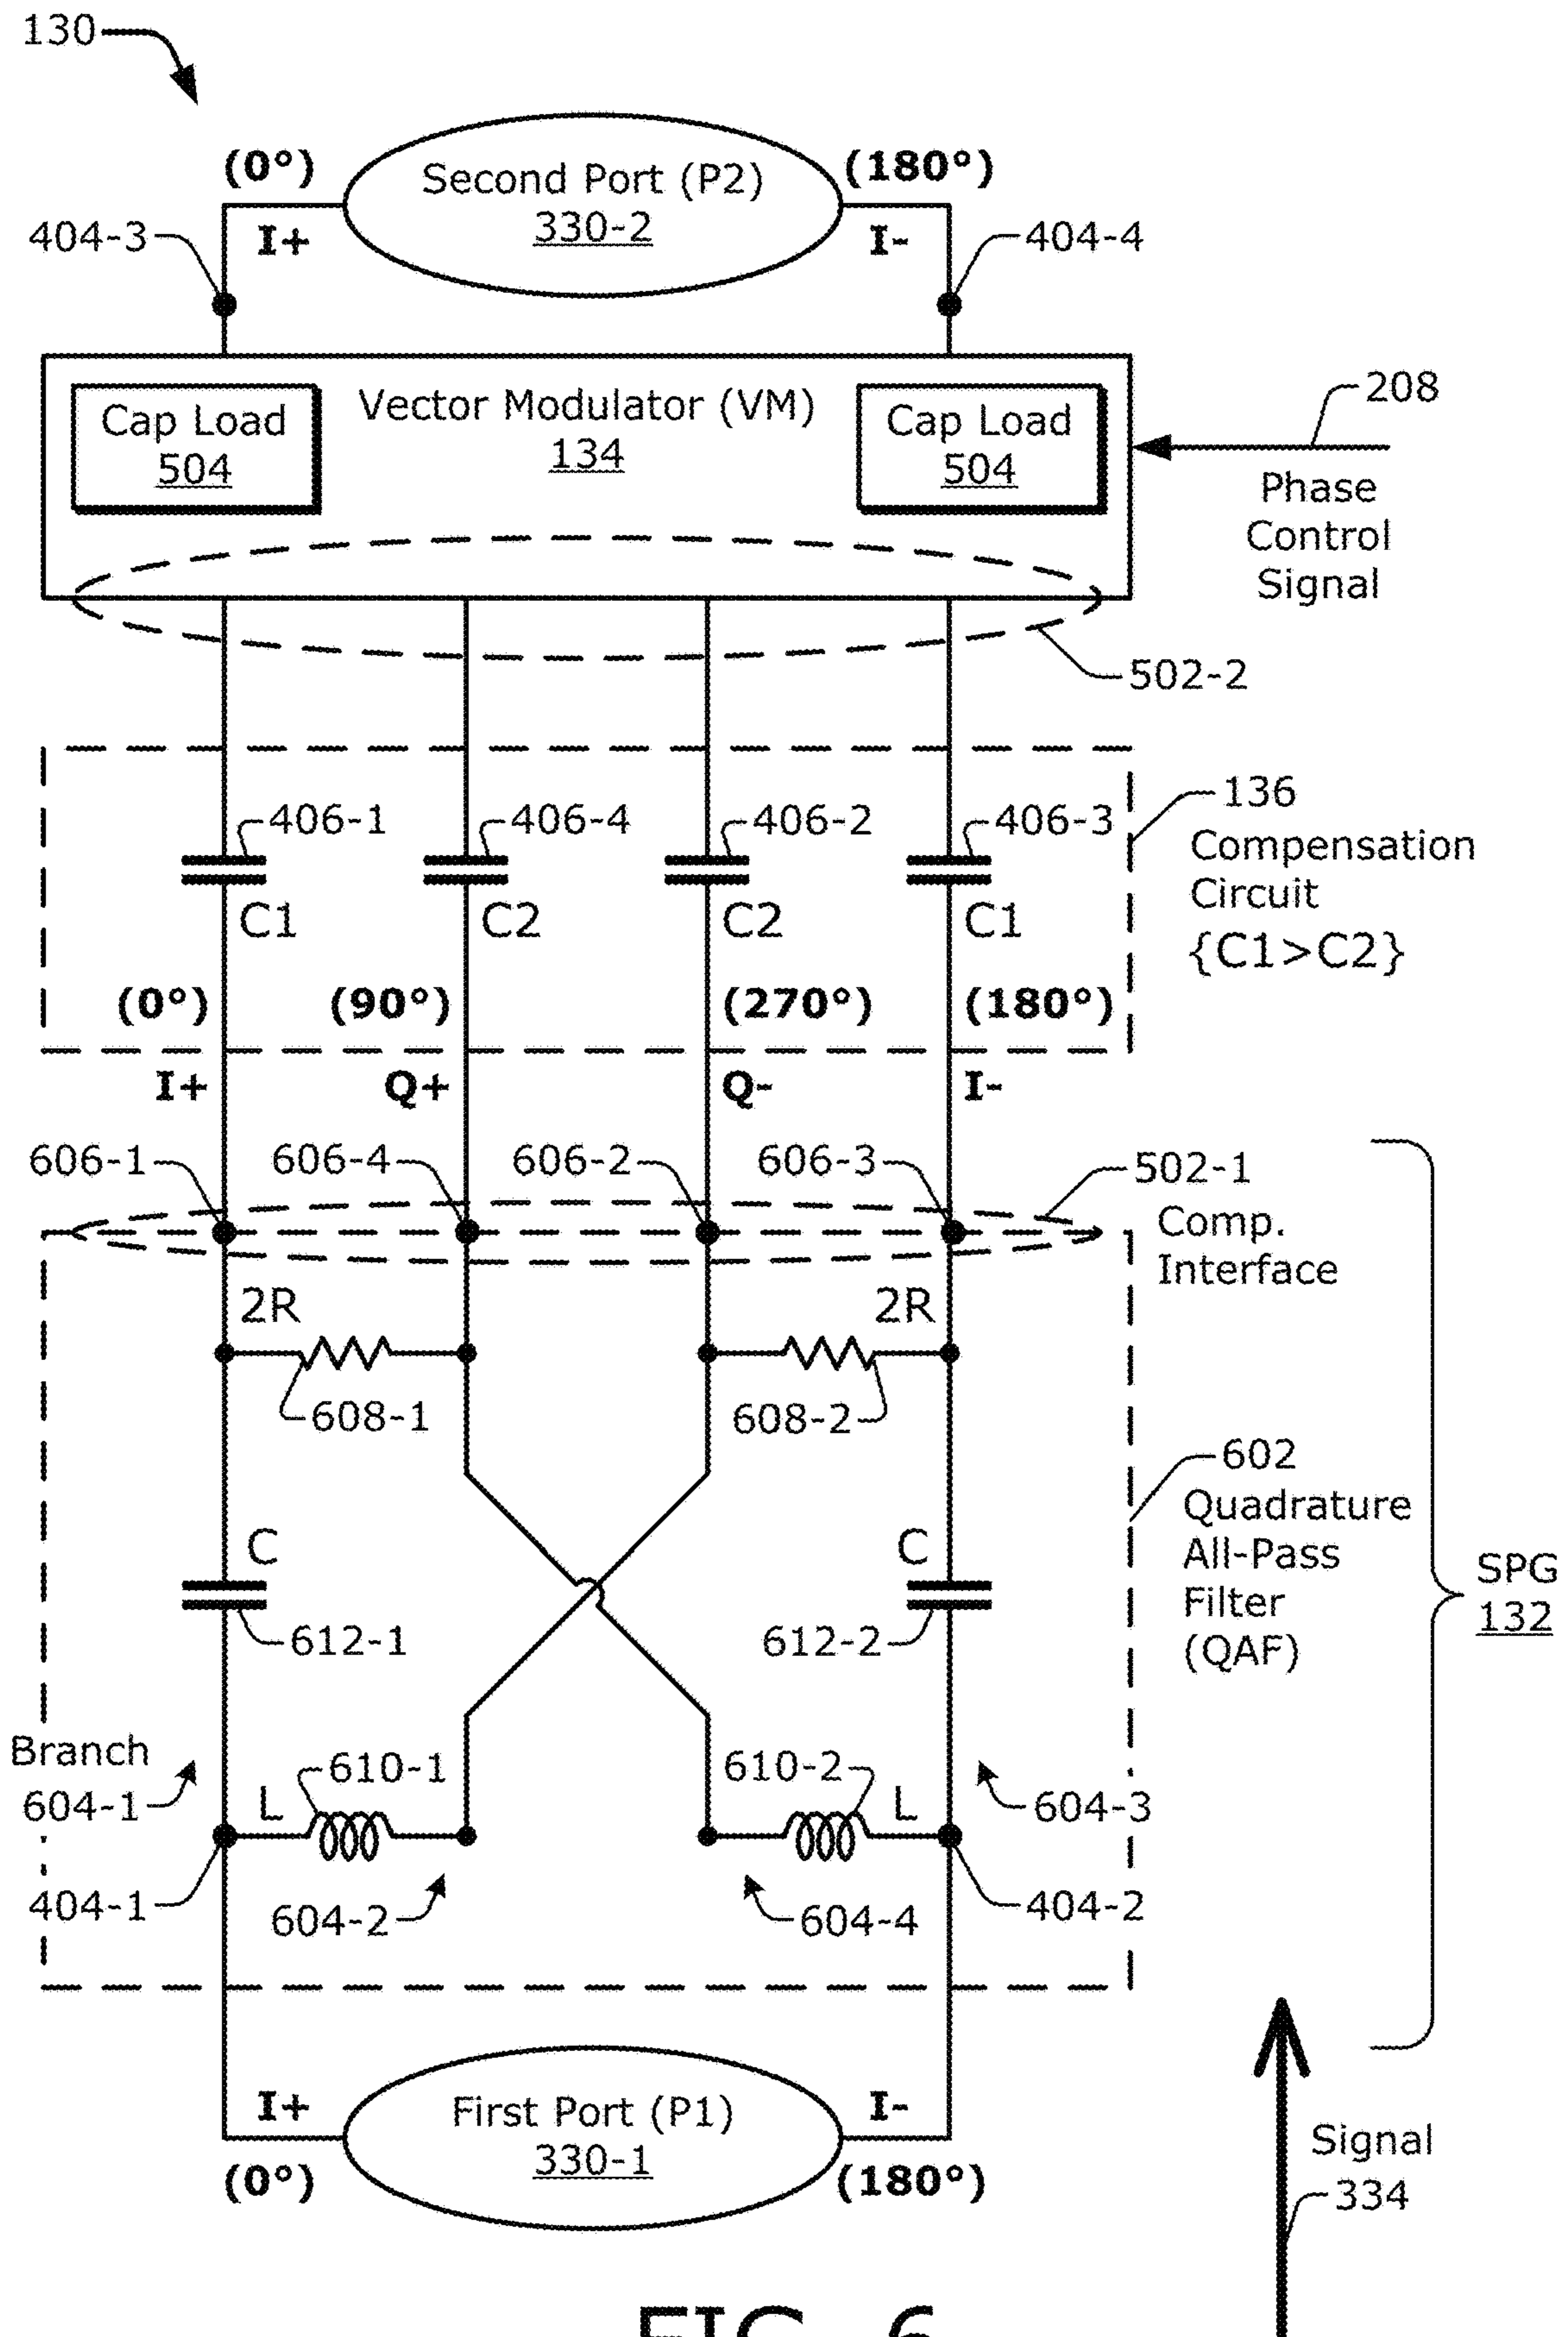 130
(0°)
Second Port (P2)
330-2
(180°)
404-3
I+
I-
404-4
Cap Load
504
Vector Modulator (VM)
134
Cap Load
504
208
Phase
Control
Signal
502-2
406-1
406-4
406-2
406-3
136
Compensation
Circuit
{C1>C2}
C1
C2
C2
C1
(0°)
(90°)
(270°)
(180°)
I+
Q+
Q-
I-
606-1
606-4
606-2
606-3
502-1
Comp.
Interface
2R
2R
608-1
608-2
602
Quadrature
All-Pass
Filter
(QAF)
SPG
132
C
C
612-1
612-2
Branch
604-1
L
610-1
610-2
L
604-3
404-1
604-2
604-4
404-2
I+
First Port (P1)
330-1
I-
(0°)
(180°)
Signal
334
FIG. 6